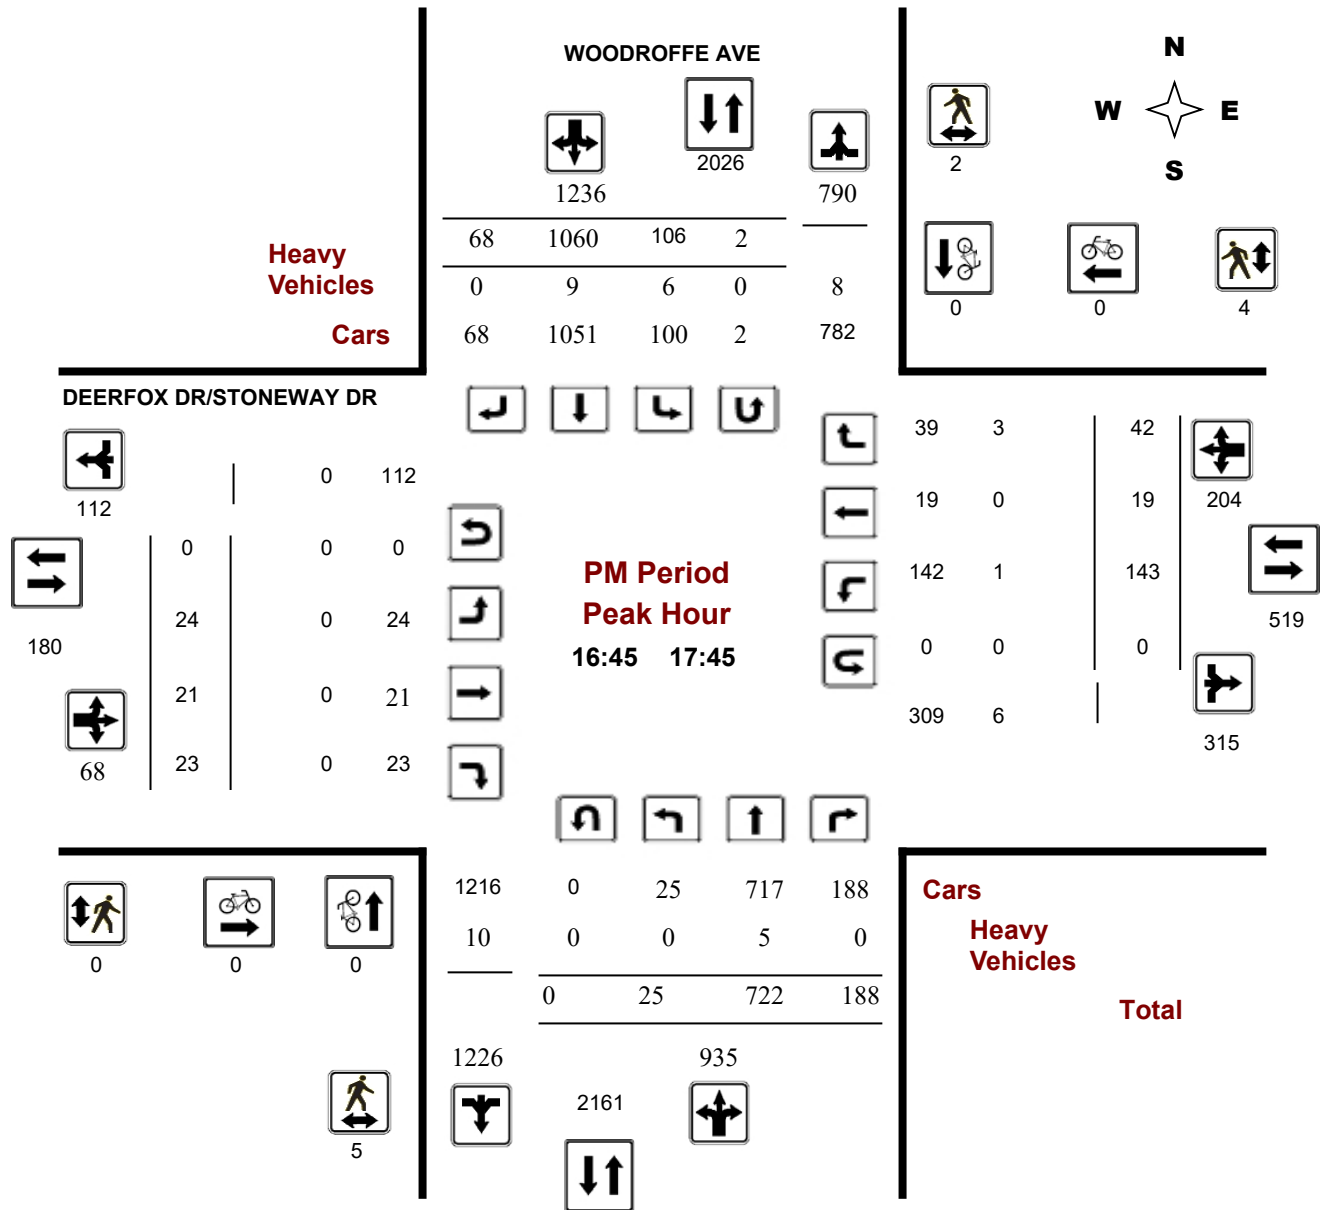 WOODROFFE AVE
N
W E
S
2026
2
1236
790
68 1060 106 2
Heavy
Vehicles
0 9 6 0 8
0 0 4
Cars
68 1051 100 2 782
DEERFOX DR/STONEWAY DR
39 3 42
0 112
112
19 0 19
204
0 0 0
PM Period
142 1 143
Peak Hour
24 0 24
519
180
16:45 17:45
0 0 0
21 0 21
309 6
315
68
23 0 23
1216 0 25 717 188
Cars
10 0 0 5 0
Heavy
Vehicles
0 0 0
0 25 722 188
Total
1226 935
2161
5